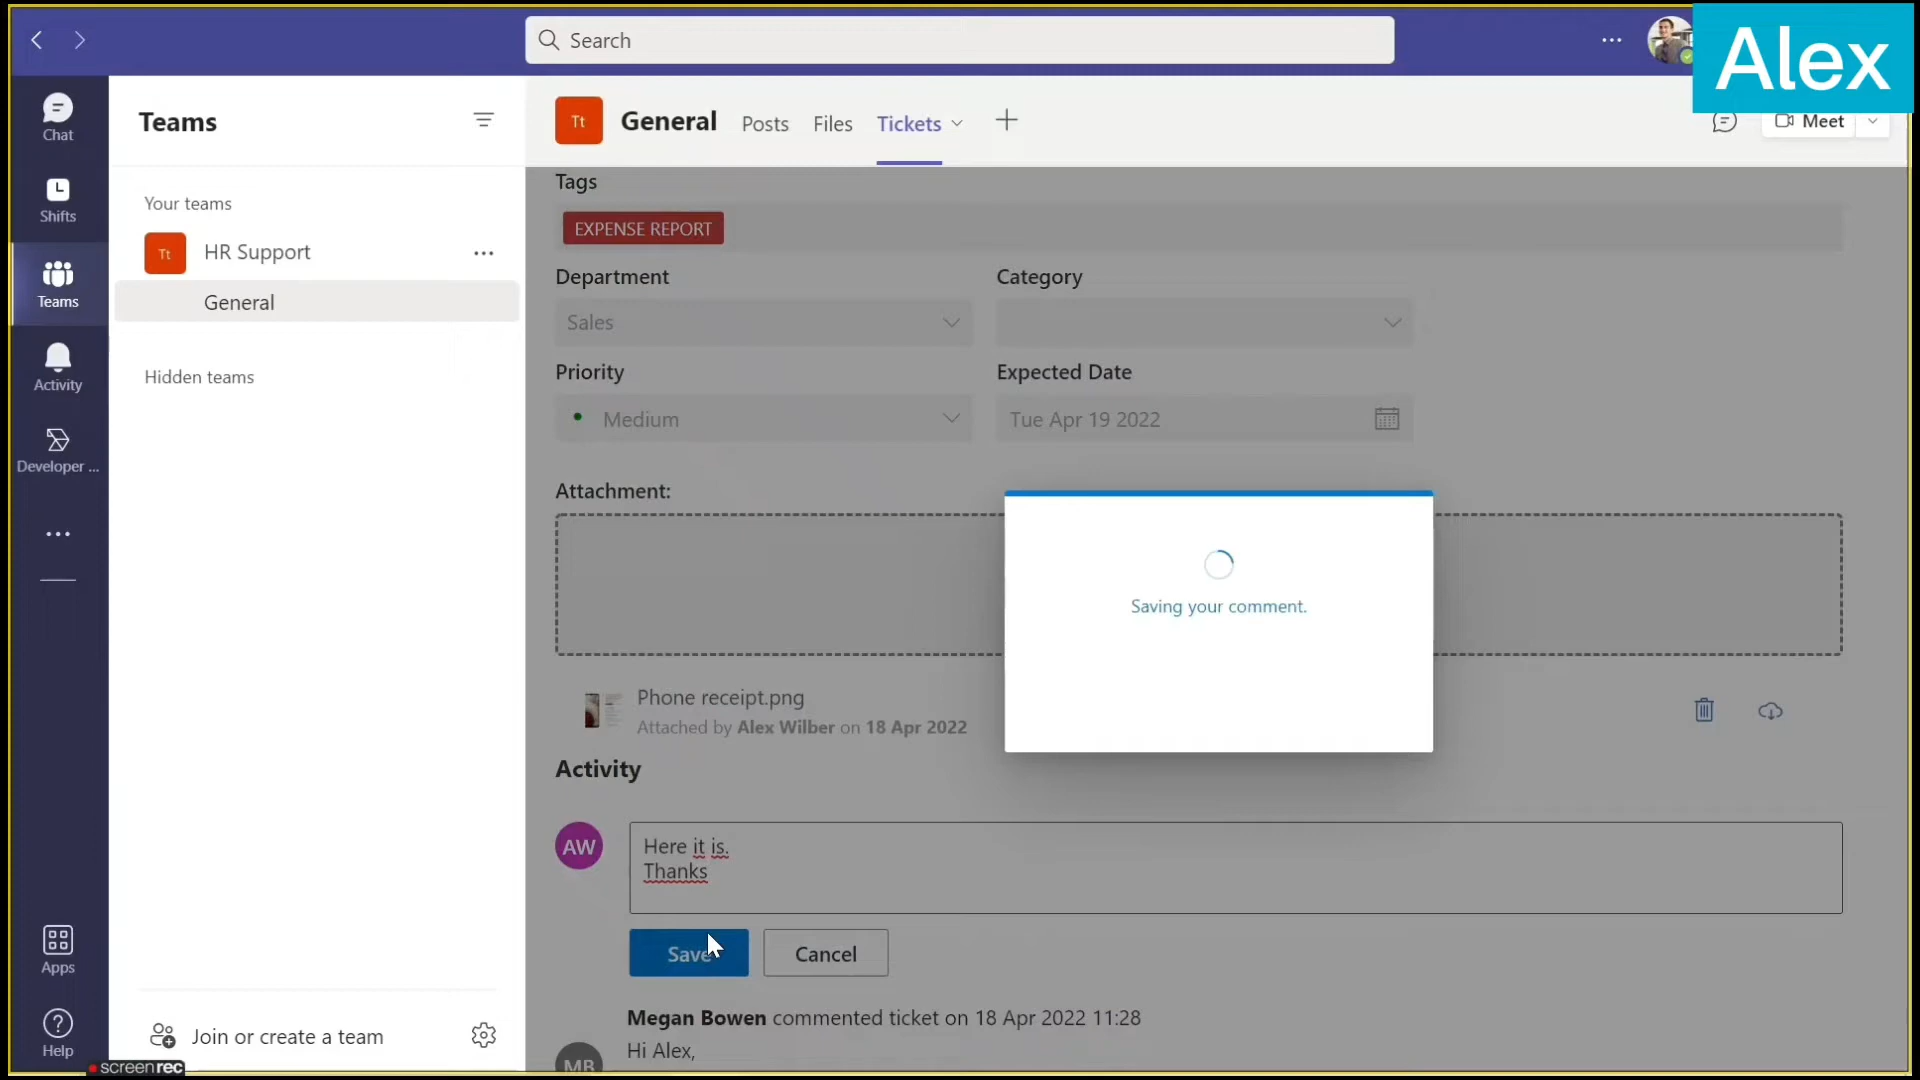 Search
Alex
Chat
Shifts
Teams
Activity
Developer ...
Apps
Help
Teams
Your teams
Tt
HR Support
General
Hidden teams
Join or create a team
Tt
General
Posts
Files
Tickets
Meet
Tags
EXPENSE REPORT
Department
Category
Sales
Priority
Expected Date
Medium
Tue Apr 19 2022
Attachment:
Saving your comment.
Phone receipt.png
Attached by Alex Wilber on 18 Apr 2022
Activity
AW
Here it is.
Thanks
Save
Cancel
Megan Bowen commented ticket on 18 Apr 2022 11:28
MB
Hi Alex,
screenrec